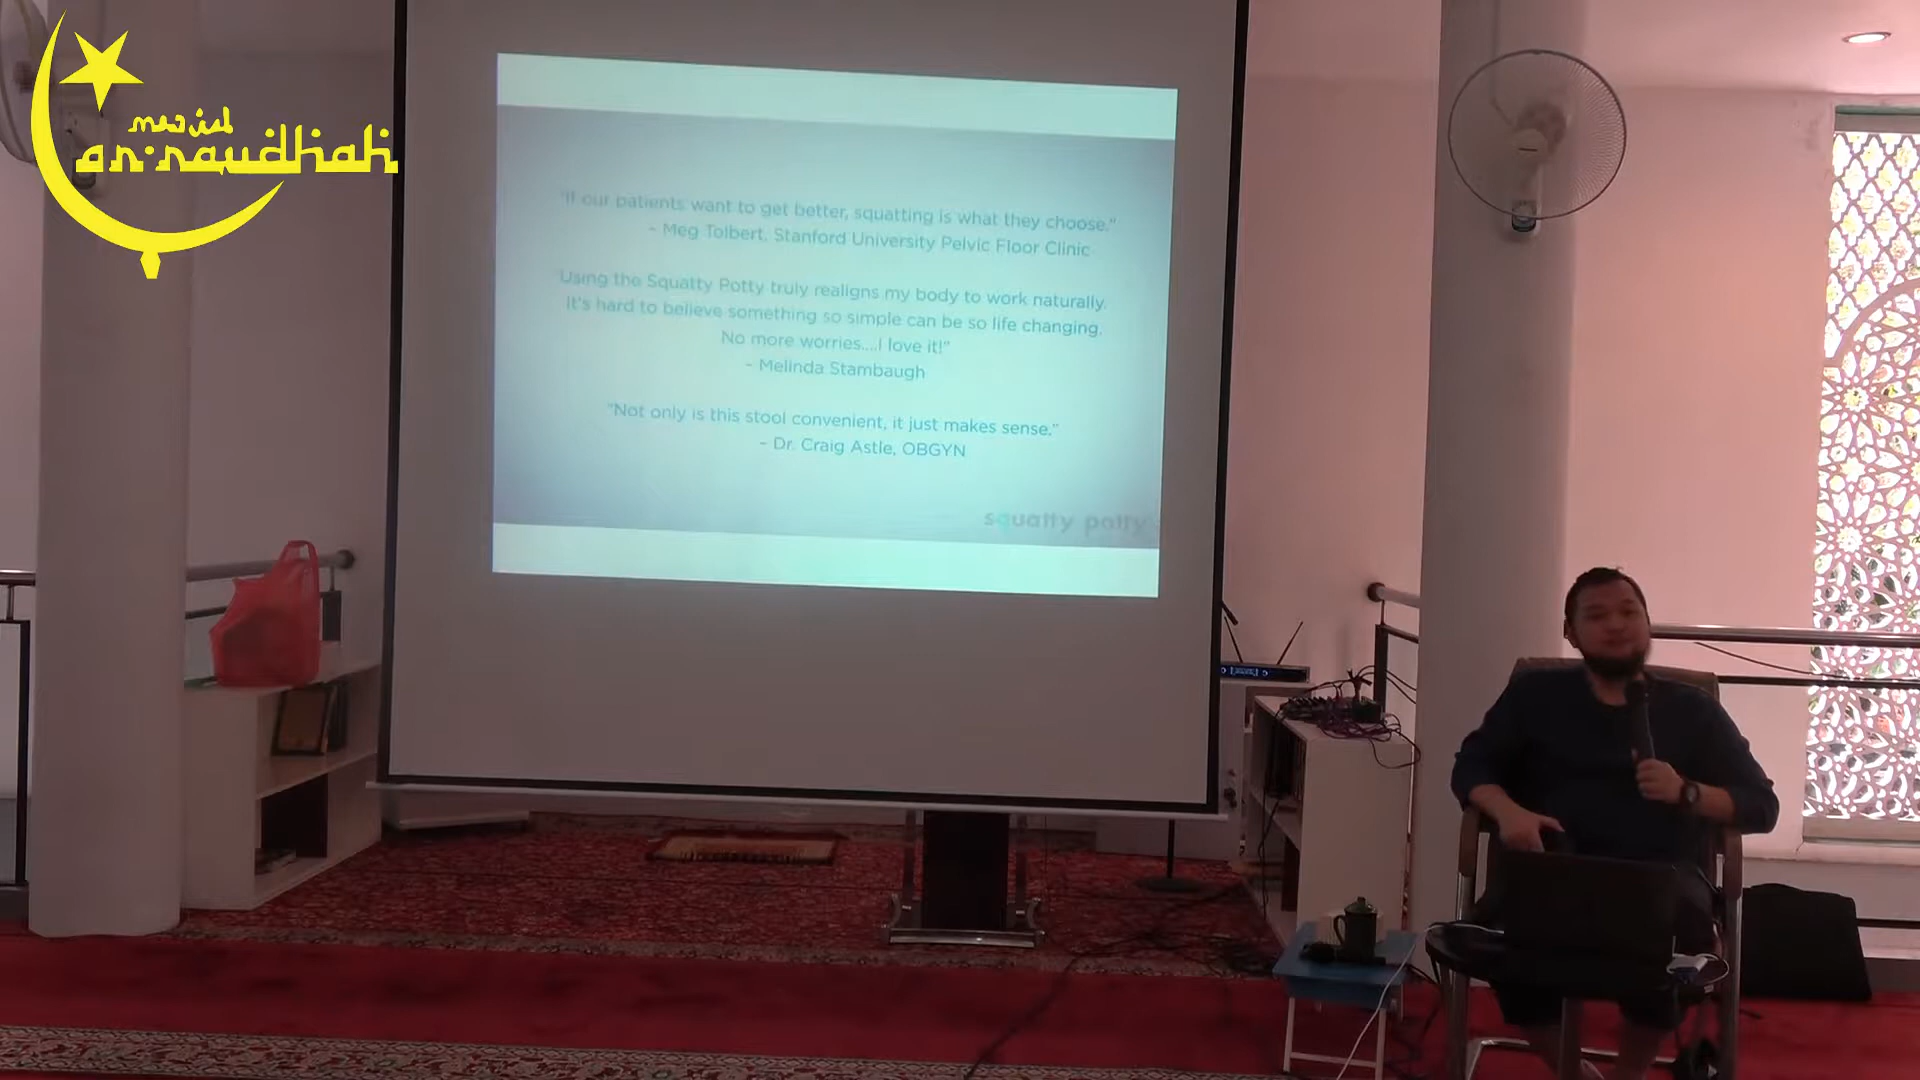 mesjid
ar-raudhah
"If our patients want to get better, squatting is what they choose."
- Meg Tolbert, Stanford University Pelvic Floor Clinic
"Using the Squatty Potty truly realigns my body to work naturally.
It's hard to believe something so simple can be so life changing.
No more worries....I love it!"
- Melinda Stambaugh
"Not only is this stool convenient, it just makes sense."
- Dr. Craig Astle, OBGYN
squatty potty